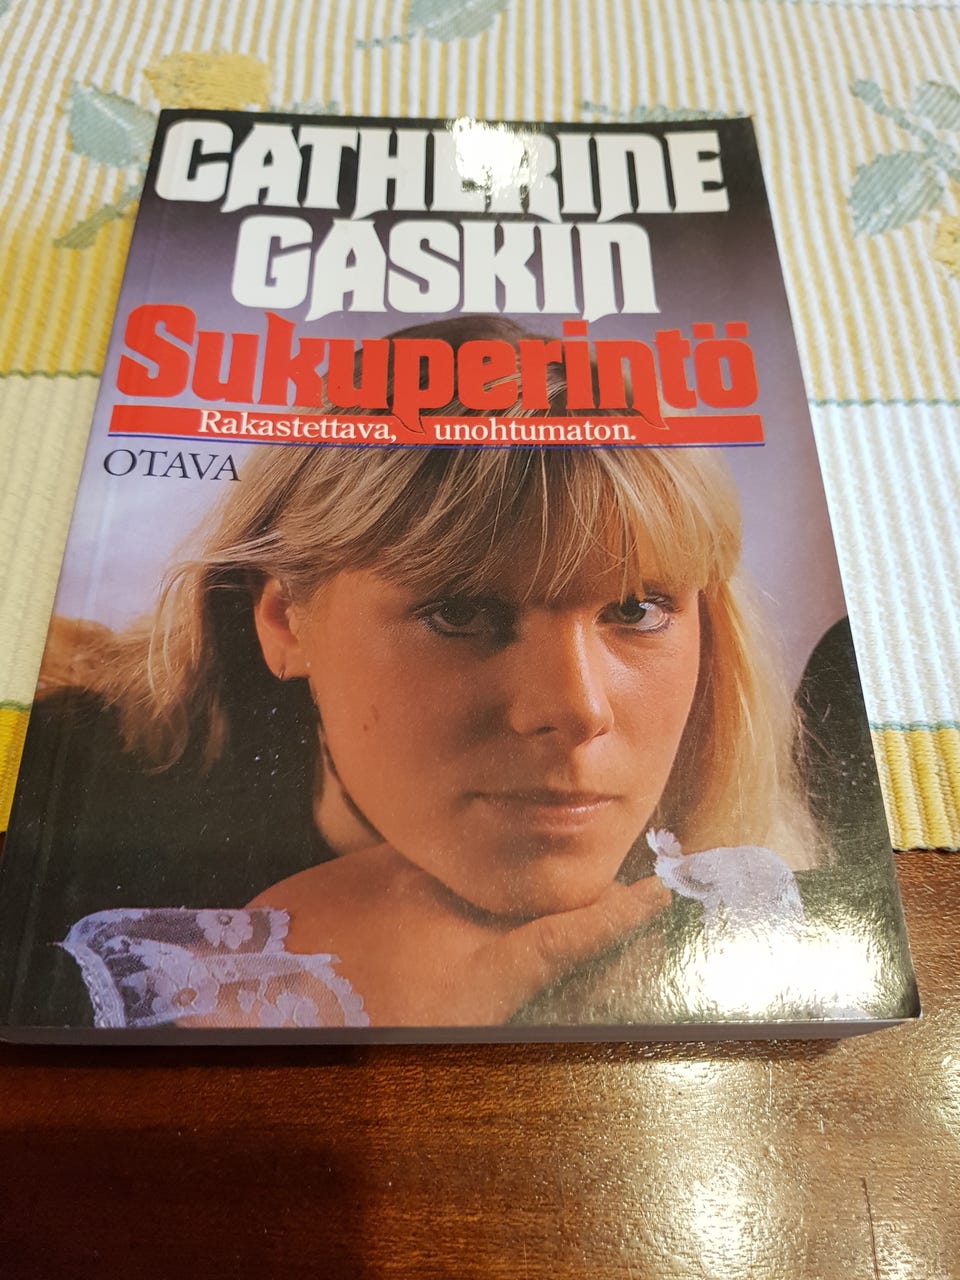 CATHERINE
GASKIN
Sukuperintö
Rakastettava, unohtumaton.
OTAVA